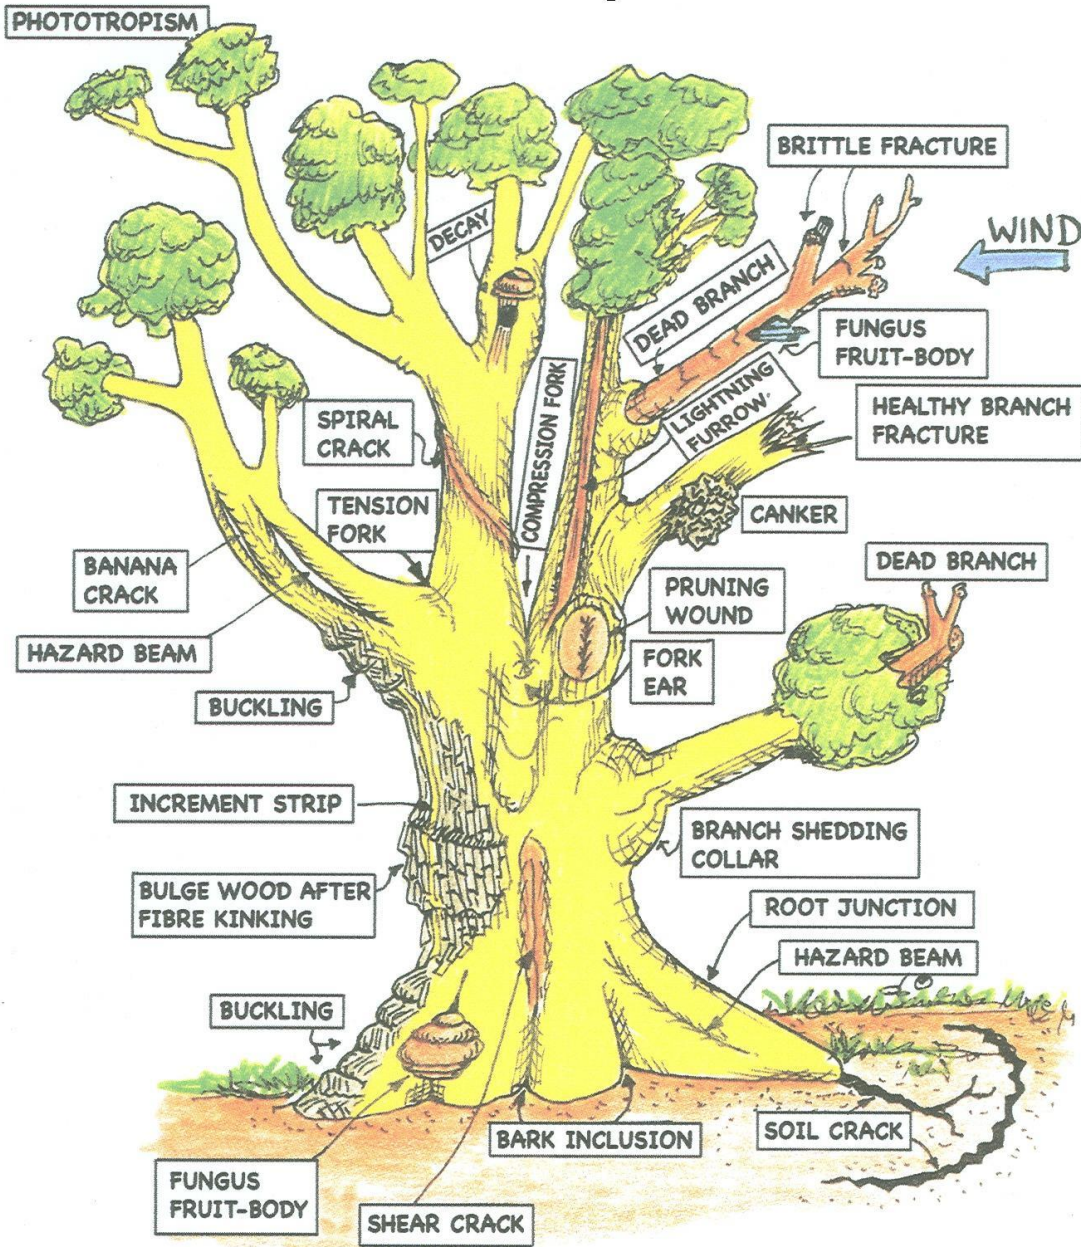 PHOTOTROPISM
BRITTLE FRACTURE
WIND
DECAY
DEAD BRANCH
FUNGUS
FRUIT-BODY
LIGHTNING
FURROW
COMPRESSION FORK
HEALTHY BRANCH
FRACTURE
SPIRAL
CRACK
TENSION
FORK
CANKER
BANANA
CRACK
DEAD BRANCH
PRUNING
WOUND
HAZARD BEAM
FORK
EAR
BUCKLING
INCREMENT STRIP
BRANCH SHEDDING
COLLAR
BULGE WOOD AFTER
FIBRE KINKING
ROOT JUNCTION
HAZARD BEAM
BUCKLING
BARK INCLUSION
SOIL CRACK
FUNGUS
FRUIT-BODY
SHEAR CRACK